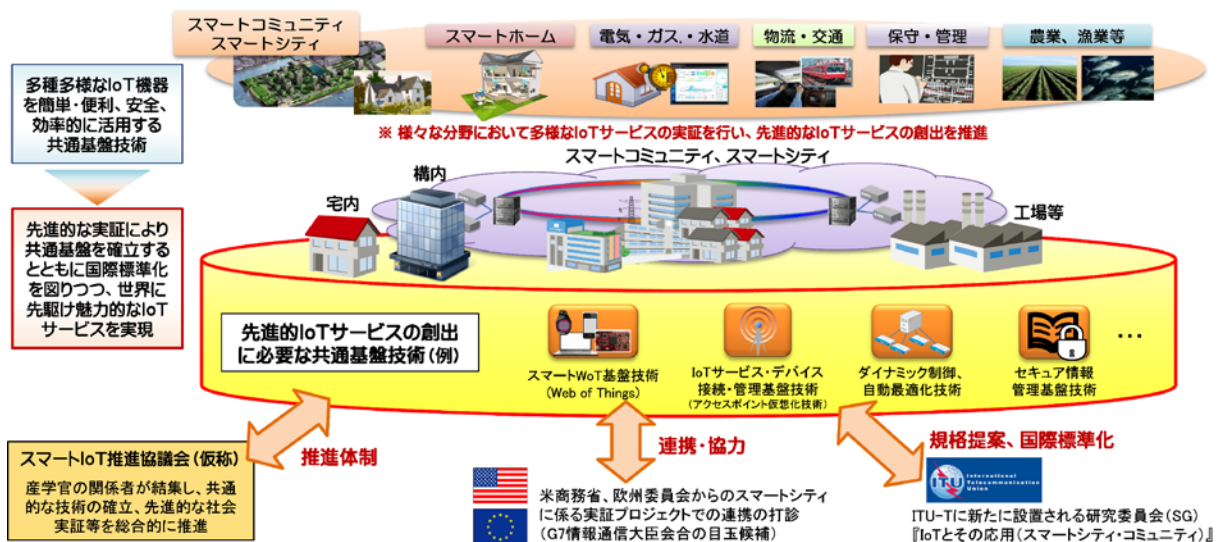 スマートコミュニティ
スマートシティ
スマートホーム
電気・ガス.・水道
物流・交通
保守・管理
農業、漁業等
多種多様なIoT機器
を簡単・便利、安全、
効率的に活用する
共通基盤技術
※ 様々な分野において多様なIoTサービスの実証を行い、先進的なIoTサービスの創出を推進
スマートコミュニティ、スマートシティ
構内
宅内
工場等
先進的な実証により
共通基盤を確立する
とともに国際標準化
を図りつつ、世界に
先駆け魅力的なIoT
サービスを実現
先進的IoTサービスの創出
に必要な共通基盤技術(例)
スマートWoT基盤技術
(Web of Things)
IoTサービス・デバイス
接続・管理基盤技術
(アクセスポイント仮想化技術)
ダイナミック制御、
自動最適化技術
セキュア情報
管理基盤技術
…
推進体制
連携・協力
規格提案、国際標準化
スマートIoT推進協議会(仮称)
産学官の関係者が結集し、共通
的な技術の確立、先進的な社会
実証等を総合的に推進
米商務省、欧州委員会からのスマートシティ
に係る実証プロジェクトでの連携の打診
(G7情報通信大臣会合の目玉候補)
ITU
International
Telecommunication
Union
ITU-Tに新たに設置される研究委員会(SG)
『IoTとその応用(スマートシティ・コミュニティ)』